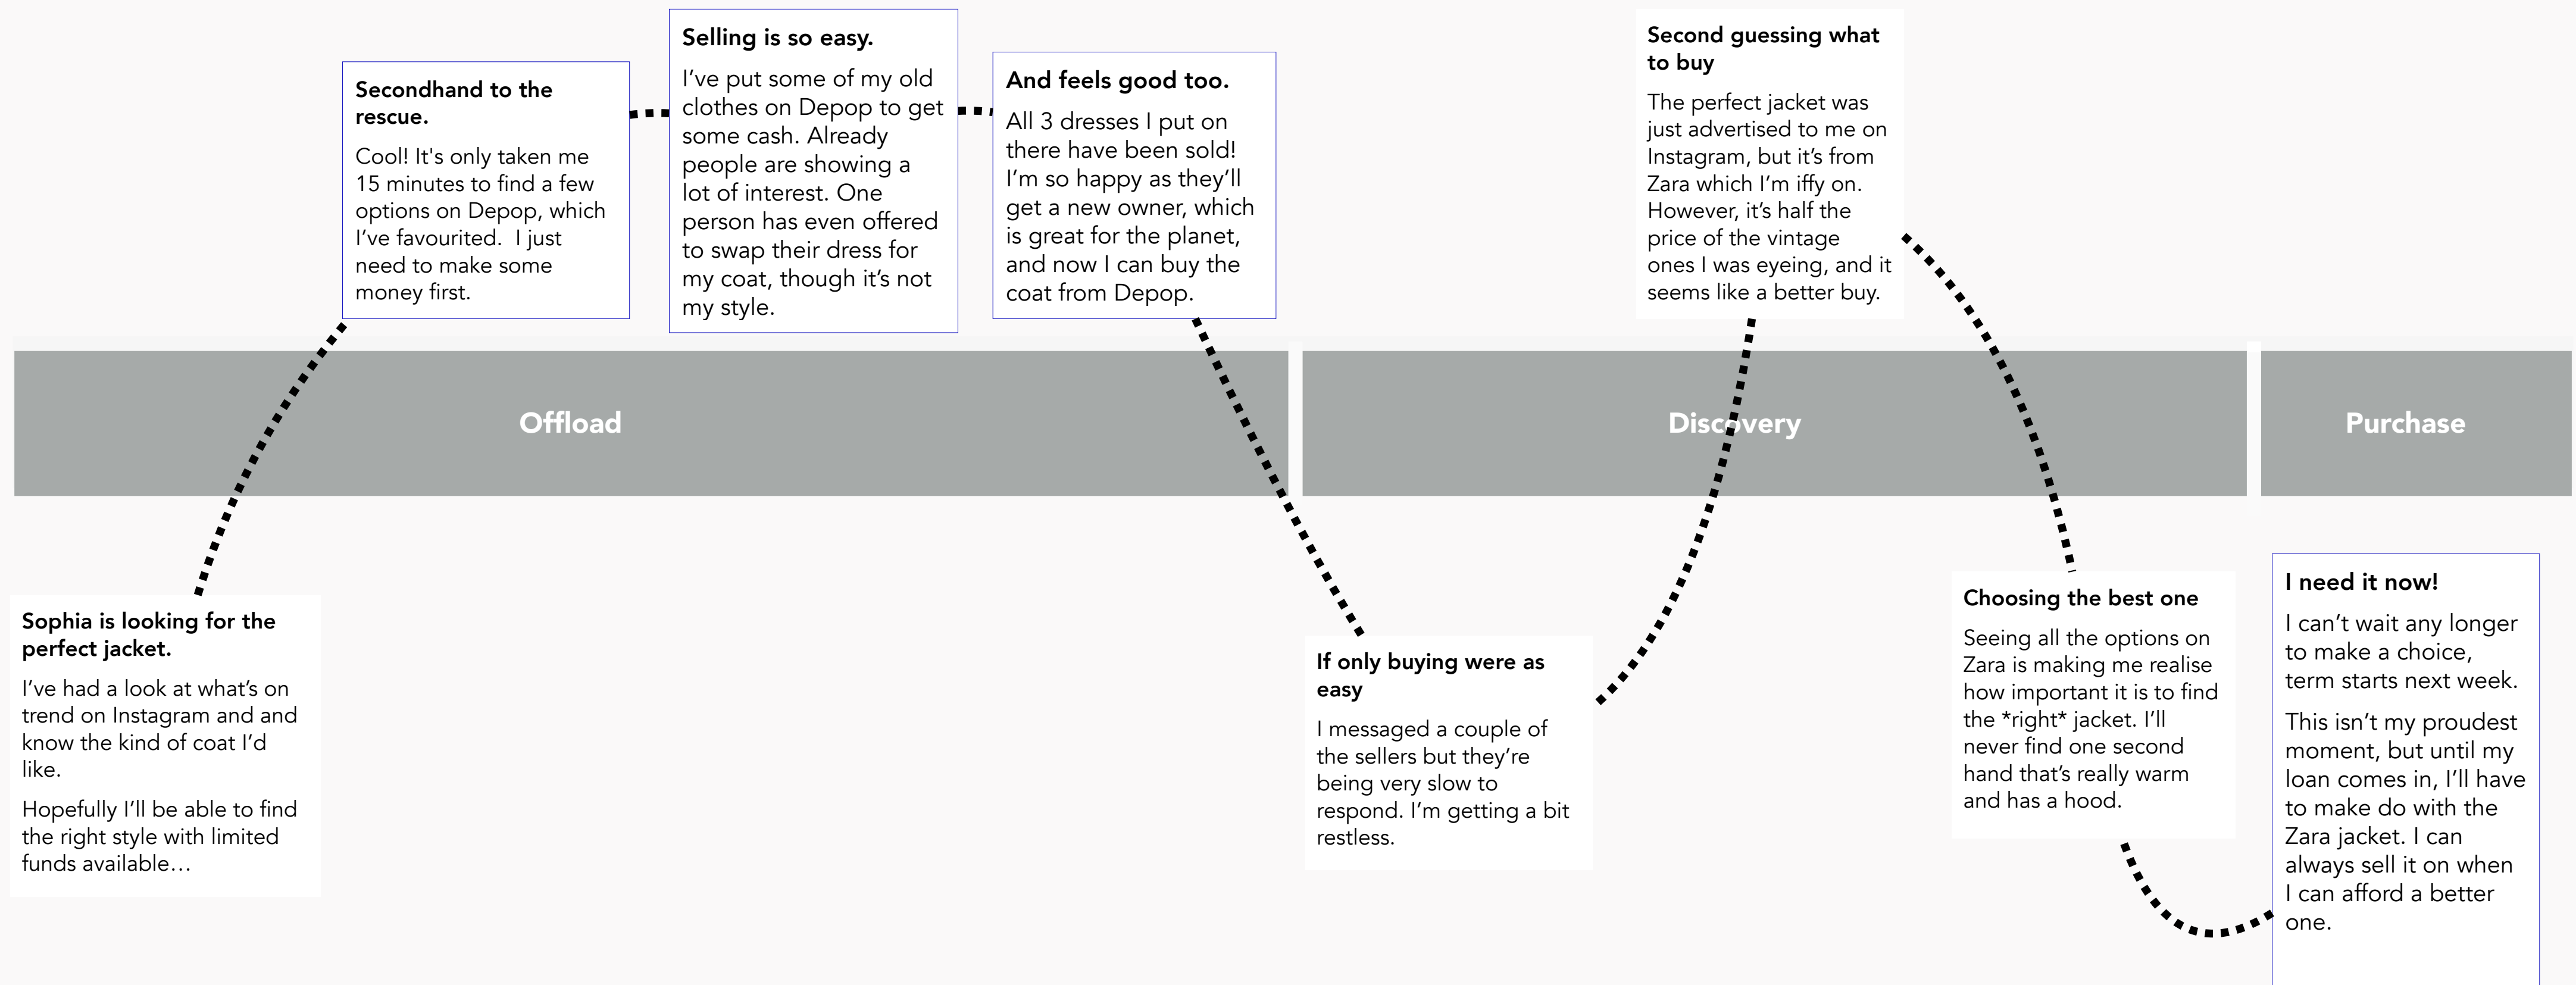 Sophia is looking for the
perfect jacket.
I’ve had a look at what’s on
trend on Instagram and and
know the kind of coat I’d
like.
Hopefully I’ll be able to find
the right style with limited
funds available…
Secondhand to the
rescue.
Cool! It's only taken me
15 minutes to find a few
options on Depop, which
I’ve favourited.  I just
need to make some
money first.
Selling is so easy.
I’ve put some of my old
clothes on Depop to get
some cash. Already
people are showing a
lot of interest. One
person has even offered
to swap their dress for
my coat, though it’s not
my style.
And feels good too.
All 3 dresses I put on
there have been sold!
I’m so happy as they’ll
get a new owner, which
is great for the planet,
and now I can buy the
coat from Depop.
Offload
If only buying were as
easy
I messaged a couple of
the sellers but they’re
being very slow to
respond. I’m getting a bit
restless.
Second guessing what
to buy
The perfect jacket was
just advertised to me on
Instagram, but it’s from
Zara which I’m iffy on.
However, it’s half the
price of the vintage
ones I was eyeing, and it
seems like a better buy.
Discovery
Choosing the best one
Seeing all the options on
Zara is making me realise
how important it is to find
the *right* jacket. I’ll
never find one second
hand that’s really warm
and has a hood.
Purchase
I need it now!
I can’t wait any longer
to make a choice,
term starts next week.
This isn’t my proudest
moment, but until my
loan comes in, I’ll have
to make do with the
Zara jacket. I can
always sell it on when
I can afford a better
one.